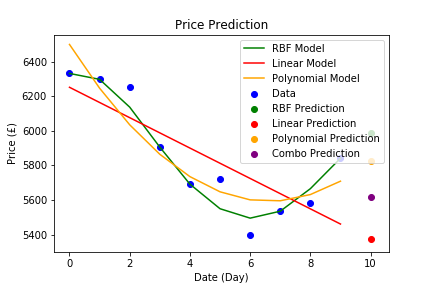 Price Prediction
RBF Model
Linear Model
Polynomial Model
Data
RBF Prediction
Linear Prediction
Polynomial Prediction
Combo Prediction
6400
6200
6000
5800
5600
5400
Price (£)
0 2 4 6 8 10
Date (Day)